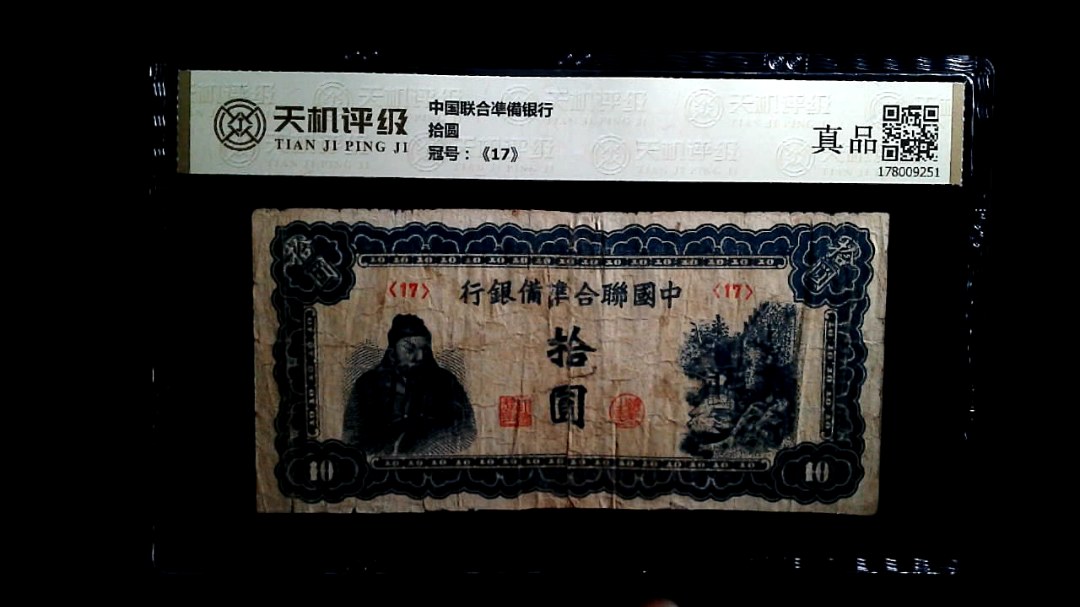 天机评级
TIAN JI PING JI
中国联合準備银行
拾圆
冠号：《17》
真品
178009251
拾圓
〈17〉
行銀備準合聯國中
〈17〉
拾
圓
10
10